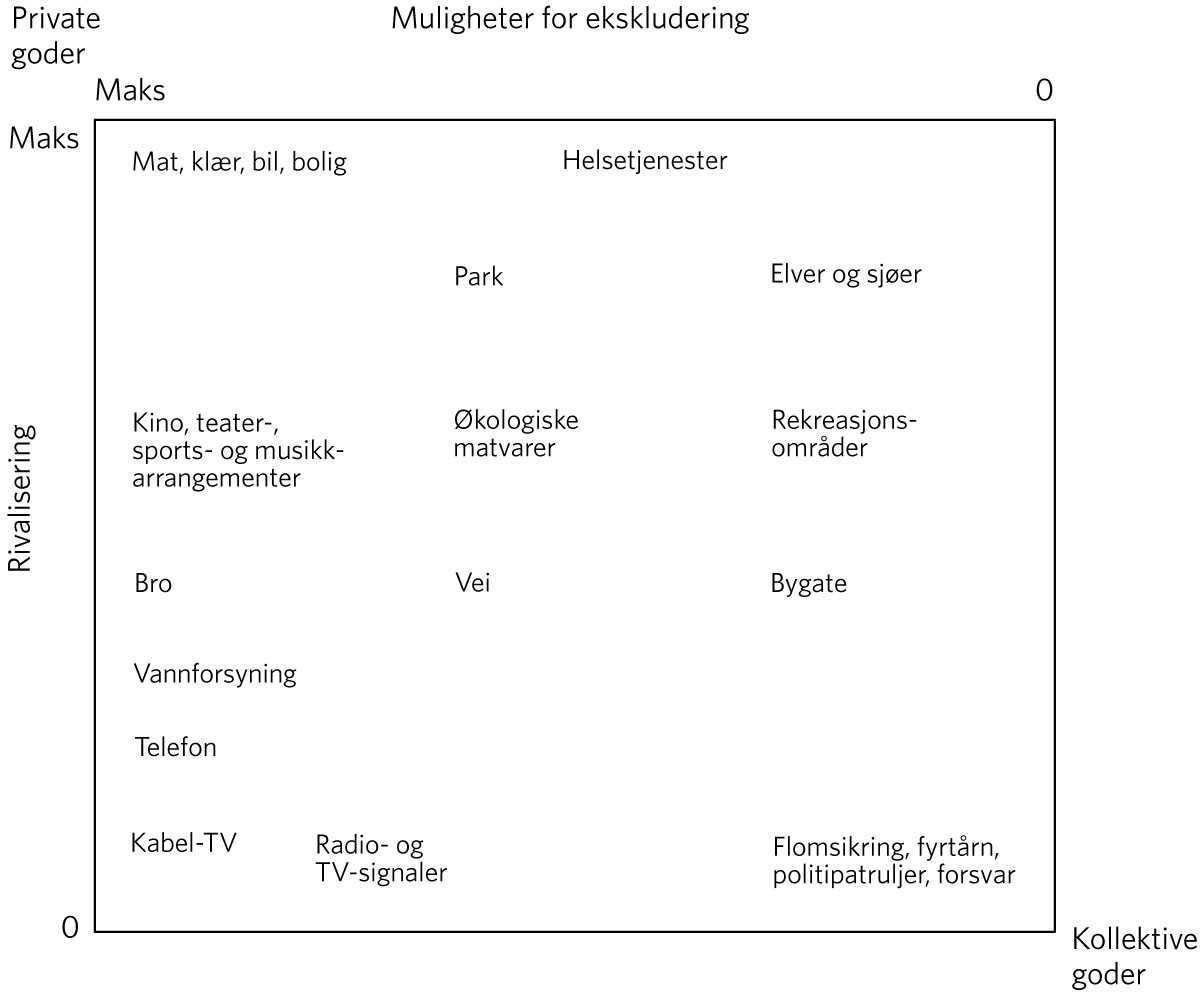 Private
goder
Muligheter for ekskludering
Maks
0
Maks
Mat, klær, bil, bolig
Helsetjenester
Park
Elver og sjøer
Kino, teater-,
sports- og musikk-
arrangementer
Økologiske
matvarer
Rekreasjons-
områder
Rivalisering
Bro
Vei
Bygate
Vannforsyning
Telefon
Kabel-TV
Radio- og
TV-signaler
Flomsikring, fyrtårn,
politipatruljer, forsvar
0
Kollektive
goder